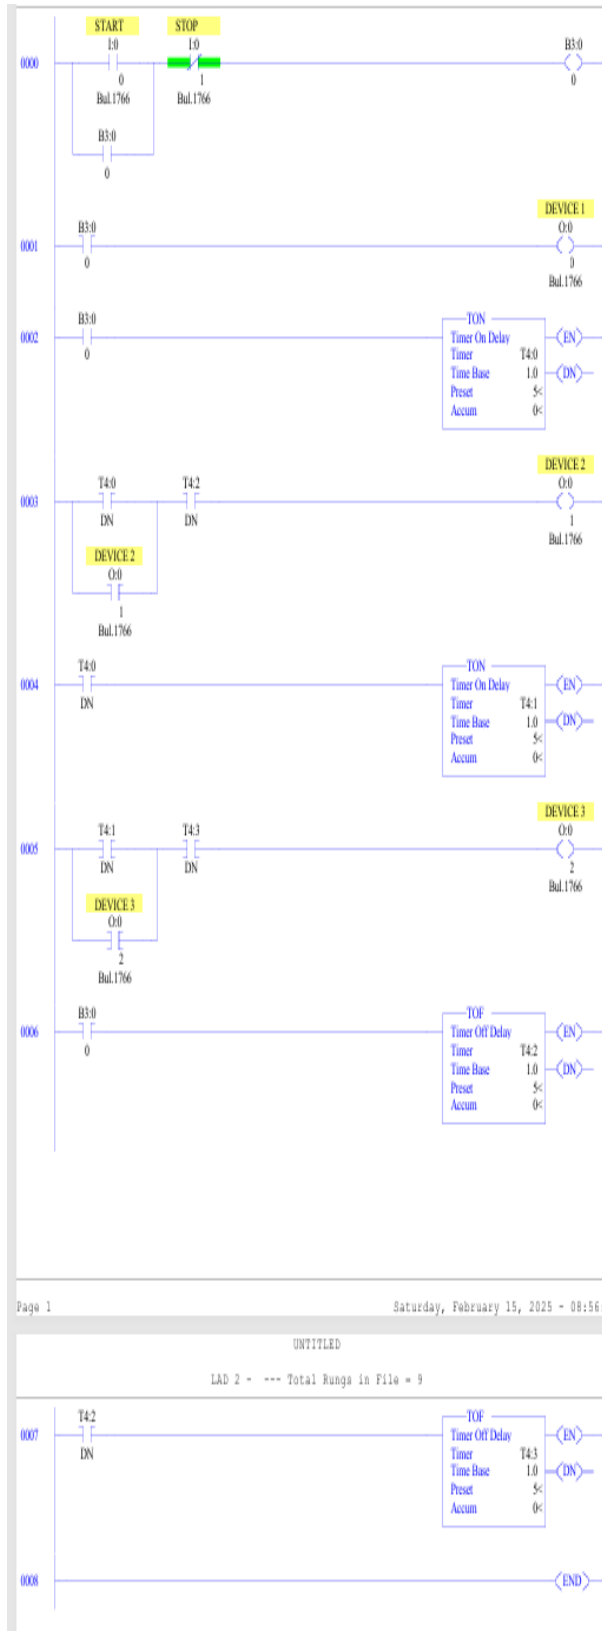 START STOP
I:0 I:0 B3:0
0000
0 1 0
Bul.1766 Bul.1766
B3:0
0
DEVICE 1
B3:0 O:0
0001
0 0
Bul.1766
B3:0 TON
0002 Timer On Delay EN
0 Timer T4:0
Time Base 1.0 DN
Preset 5<
Accum 0<
DEVICE 2
T4:0 T4:2 O:0
0003
DN DN 1
Bul.1766
DEVICE 2
O:0
1
Bul.1766
T4:0 TON
0004 Timer On Delay EN
DN Timer T4:1
Time Base 1.0 DN
Preset 5<
Accum 0<
DEVICE 3
T4:1 T4:3 O:0
0005
DN DN 2
Bul.1766
DEVICE 3
O:0
2
Bul.1766
B3:0 TOF
0006 Timer Off Delay EN
0 Timer T4:2
Time Base 1.0 DN
Preset 5<
Accum 0<
Page 1 Saturday, February 15, 2025 - 08:56:
UNTITLED
LAD 2 - --- Total Rungs in File = 9
T4:2 TOF
0007 Timer Off Delay EN
DN Timer T4:3
Time Base 1.0 DN
Preset 5<
Accum 0<
0008 END